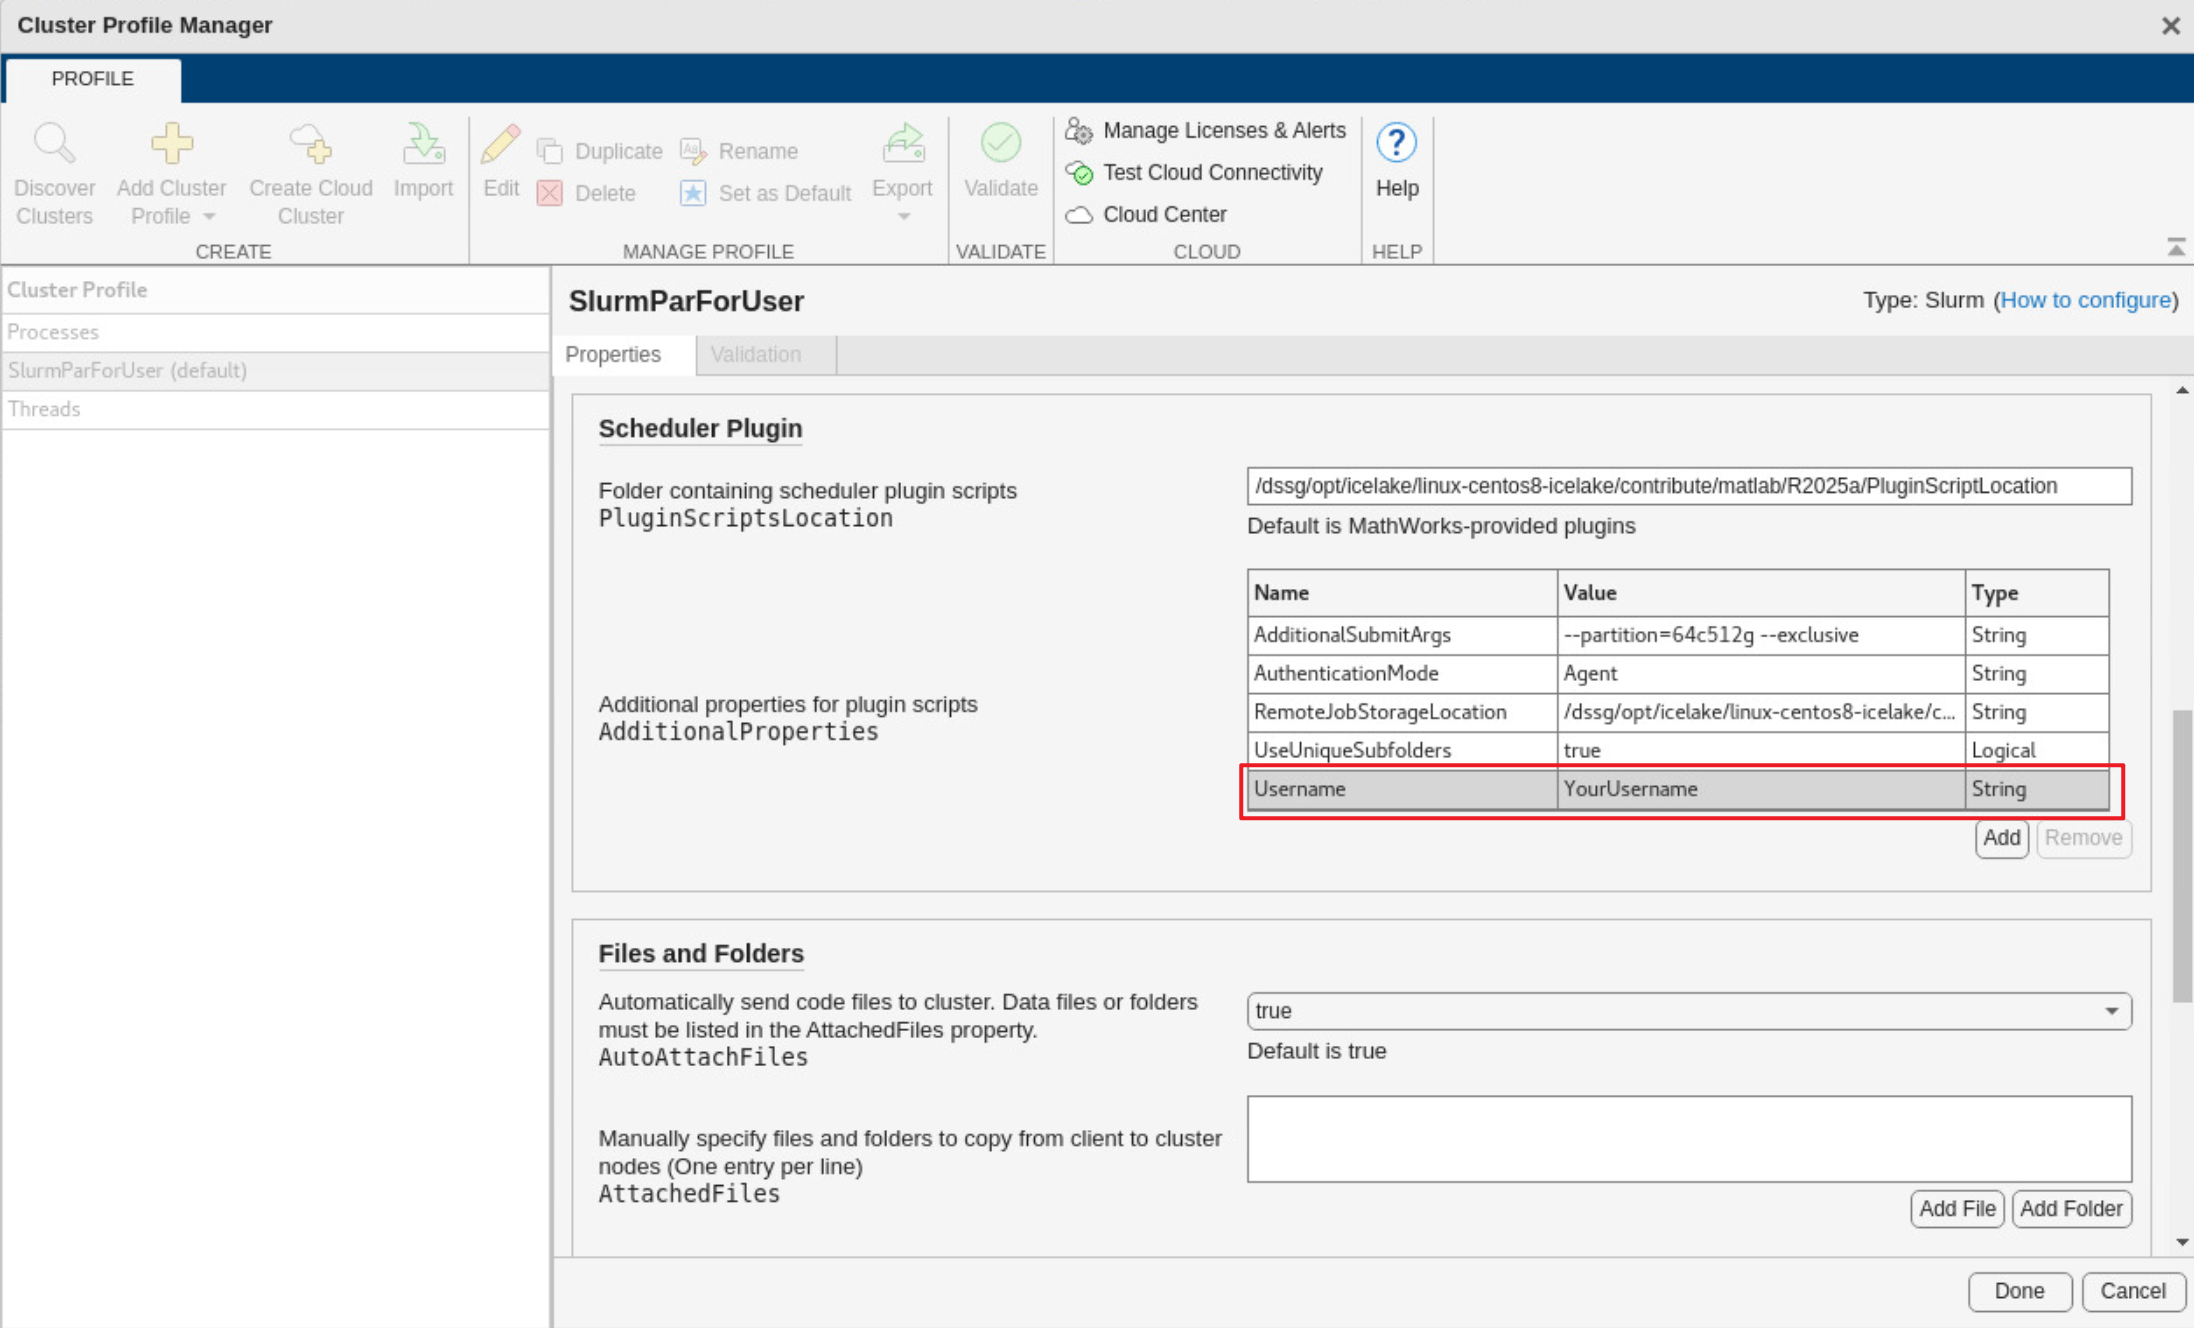 Cluster Profile Manager
PROFILE
Discover Clusters
Add Cluster Profile
Create Cloud Cluster
Import
CREATE
Edit
Duplicate
Delete
Rename
Set as Default
Export
MANAGE PROFILE
Validate
VALIDATE
Manage Licenses & Alerts
Test Cloud Connectivity
Cloud Center
CLOUD
Help
HELP
Cluster Profile
Processes
SlurmParForUser (default)
Threads
SlurmParForUser
Type: Slurm (How to configure)
Properties
Validation
Scheduler Plugin
Folder containing scheduler plugin scripts
PluginScriptsLocation
/dssg/opt/icelake/linux-centos8-icelake/contribute/matlab/R2025a/PluginScriptLocation
Default is MathWorks-provided plugins
Additional properties for plugin scripts
AdditionalProperties
Name Value Type
AdditionalSubmitArgs --partition=64c512g --exclusive String
AuthenticationMode Agent String
RemoteJobStorageLocation /dssg/opt/icelake/linux-centos8-icelake/c... String
UseUniqueSubfolders true Logical
Username YourUsername String
Add Remove
Files and Folders
Automatically send code files to cluster. Data files or folders
must be listed in the AttachedFiles property.
AutoAttachFiles
true
Default is true
Manually specify files and folders to copy from client to cluster
nodes (One entry per line)
AttachedFiles
Add File Add Folder
Done Cancel